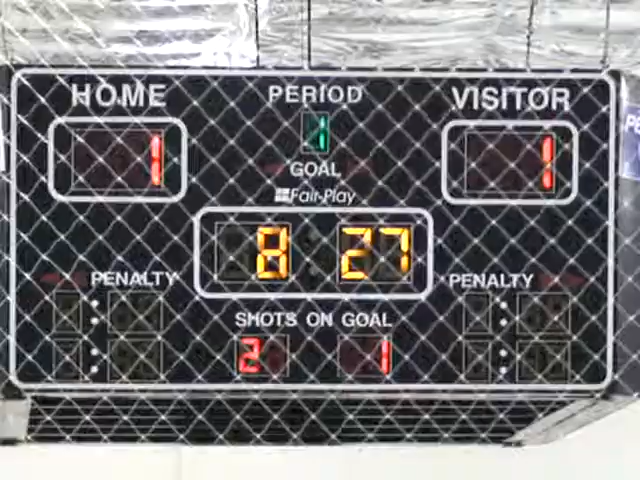 HOME PERIOD VISITOR
1 1 1
GOAL
Fair-Play
8 27
PENALTY PENALTY
SHOTS ON GOAL
2 1